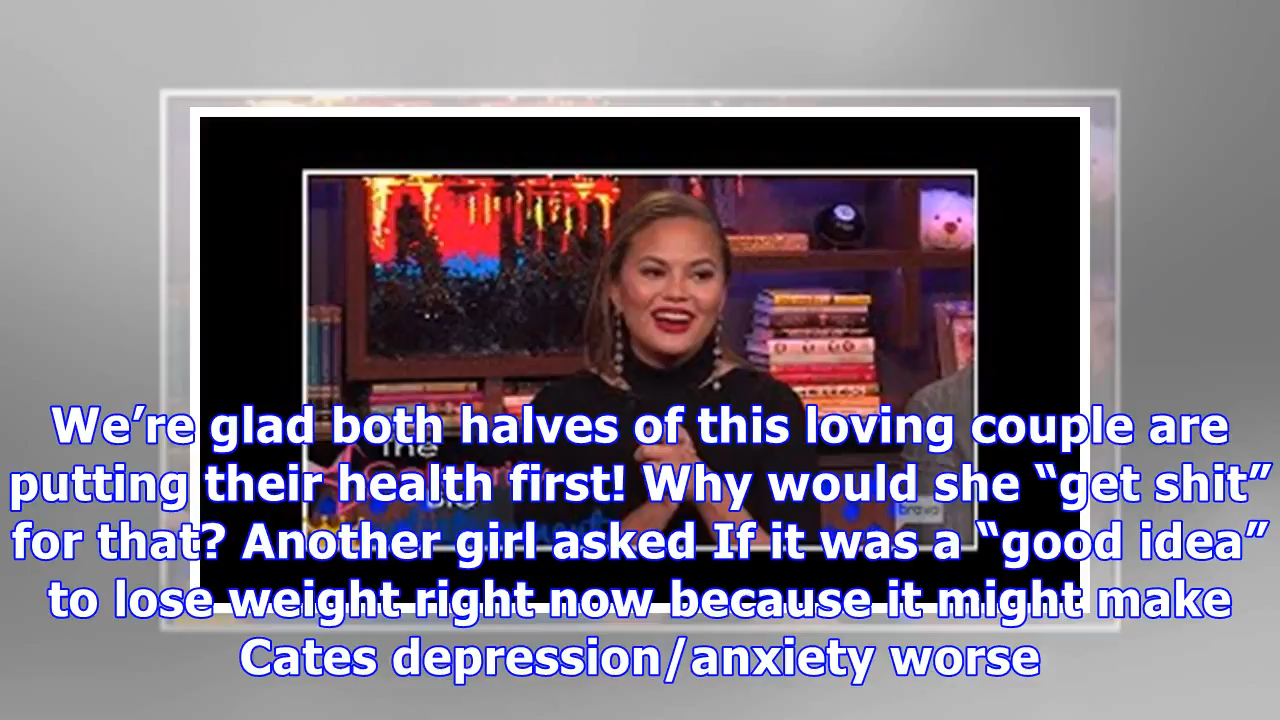 We’re glad both halves of this loving couple are
putting their health first! Why would she “get shit”
for that? Another girl asked If it was a “good idea”
to lose weight right now because it might make
Cates depression/anxiety worse
The
bravo